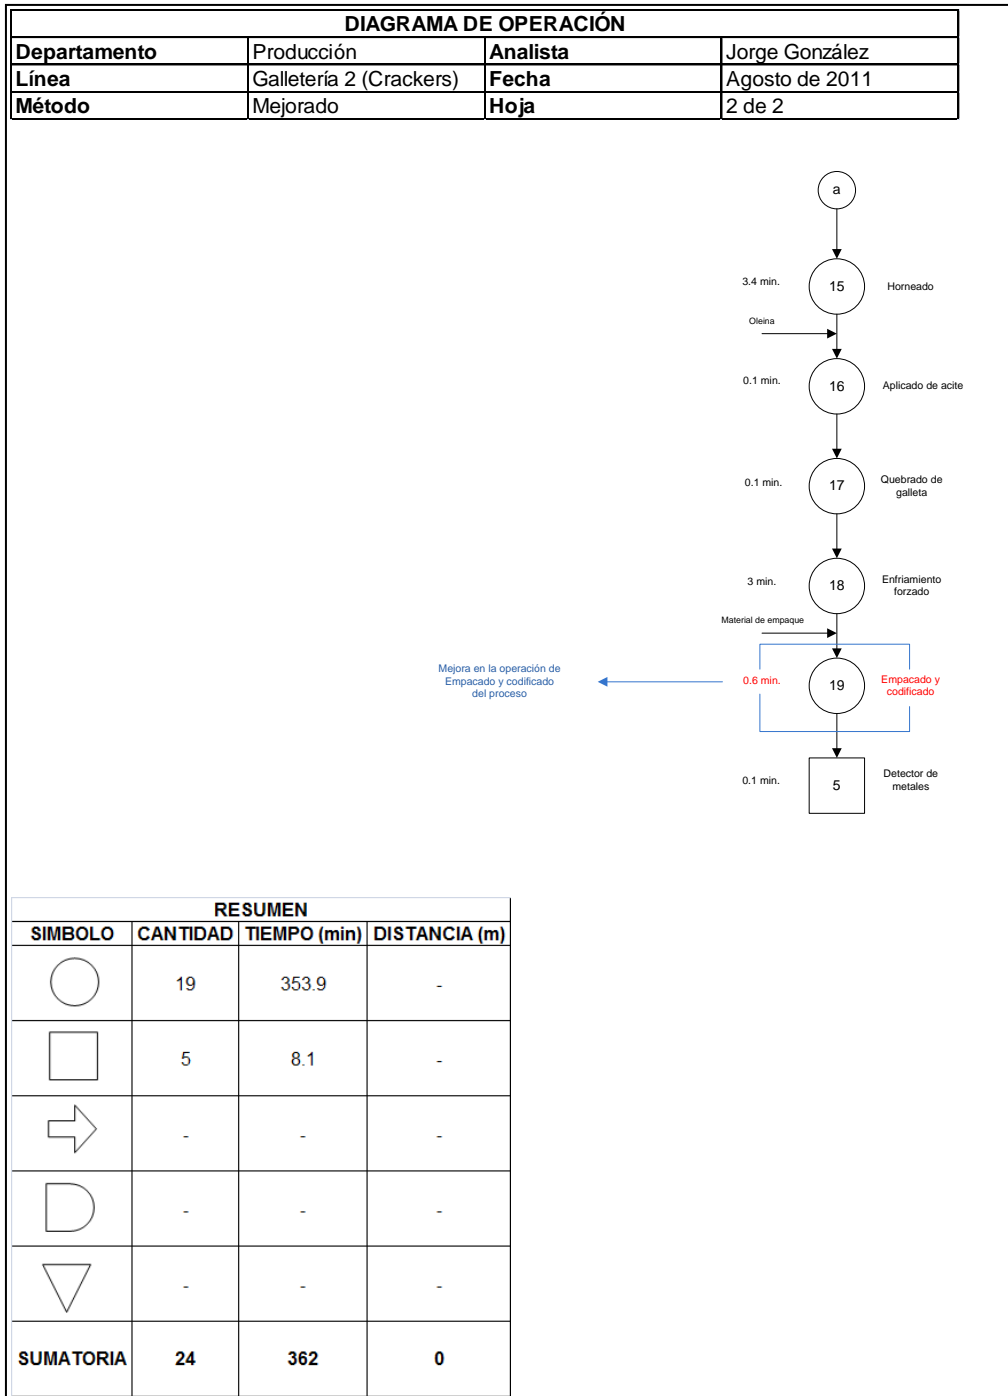 DIAGRAMA DE OPERACIÓN
Departamento Producción Analista Jorge González
Línea Galletería 2 (Crackers) Fecha Agosto de 2011
Método Mejorado Hoja 2 de 2
a
3.4 min. 15 Horneado
Oleina
0.1 min. 16 Aplicado de acite
0.1 min. 17 Quebrado de
galleta
3 min. 18 Enfriamiento
forzado
Material de empaque
Mejora en la operación de
Empacado y codificado
del proceso
0.6 min. 19 Empacado y
codificado
0.1 min. 5 Detector de
metales
RESUMEN
SIMBOLO CANTIDAD TIEMPO (min) DISTANCIA (m)
19 353.9 -
5 8.1 -
- - -
- - -
- - -
SUMATORIA 24 362 0